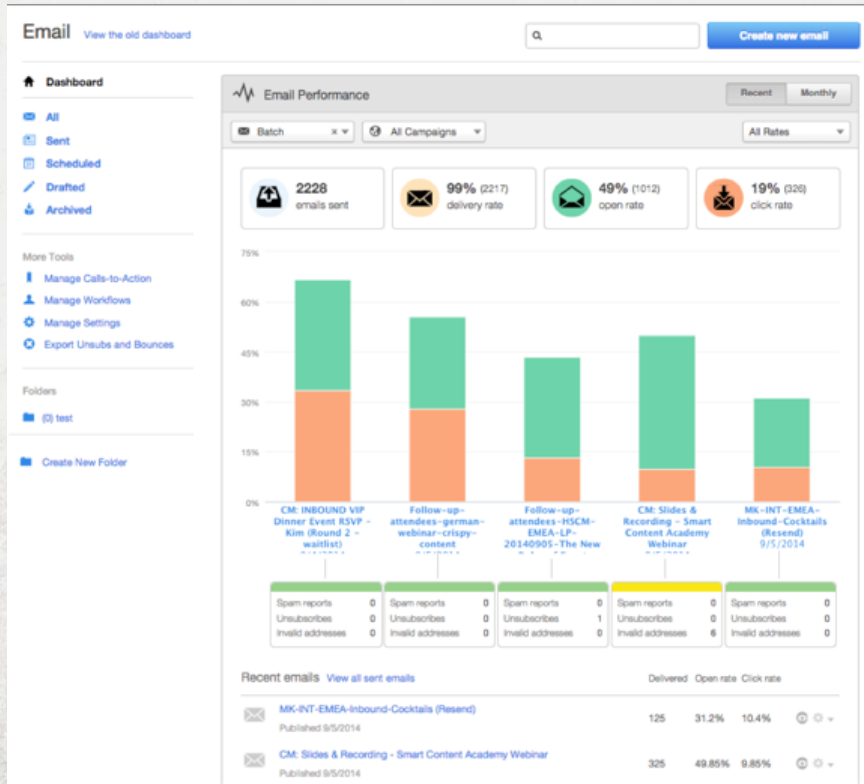 Email View the old dashboard
Create new email
Dashboard
All
Sent
Scheduled
Drafted
Archived
More Tools
Manage Calls-to-Action
Manage Workflows
Manage Settings
Export Unsubs and Bounces
Folders
(0) test
Create New Folder
Email Performance
Recent Monthly
Batch x All Campaigns All Rates
2228
emails sent
99% (2217)
delivery rate
49% (1012)
open rate
19% (326)
click rate
75%
60%
45%
30%
15%
0%
CM: INBOUND VIP
Dinner Event RSVP -
Kim (Round 2 -
waitlist)
Follow-up-
attendees-german-
webinar-crispy-
content
Follow-up-
attendees-HSCM-
EMEA-LP-
20140905-The New
CM: Slides &
Recording - Smart
Content Academy
Webinar
MK-INT-EMEA-
Inbound-Cocktails
(Resend)
9/5/2014
Spam reports 0
Unsubscribes 0
Invalid addresses 0
Spam reports 0
Unsubscribes 0
Invalid addresses 0
Spam reports 0
Unsubscribes 1
Invalid addresses 0
Spam reports 0
Unsubscribes 0
Invalid addresses 6
Spam reports 0
Unsubscribes 0
Invalid addresses 0
Recent emails View all sent emails
Delivered Open rate Click rate
MK-INT-EMEA-Inbound-Cocktails (Resend)
Published 9/5/2014
125 31.2% 10.4%
CM: Slides & Recording - Smart Content Academy Webinar
Published 9/5/2014
325 49.85% 9.85%